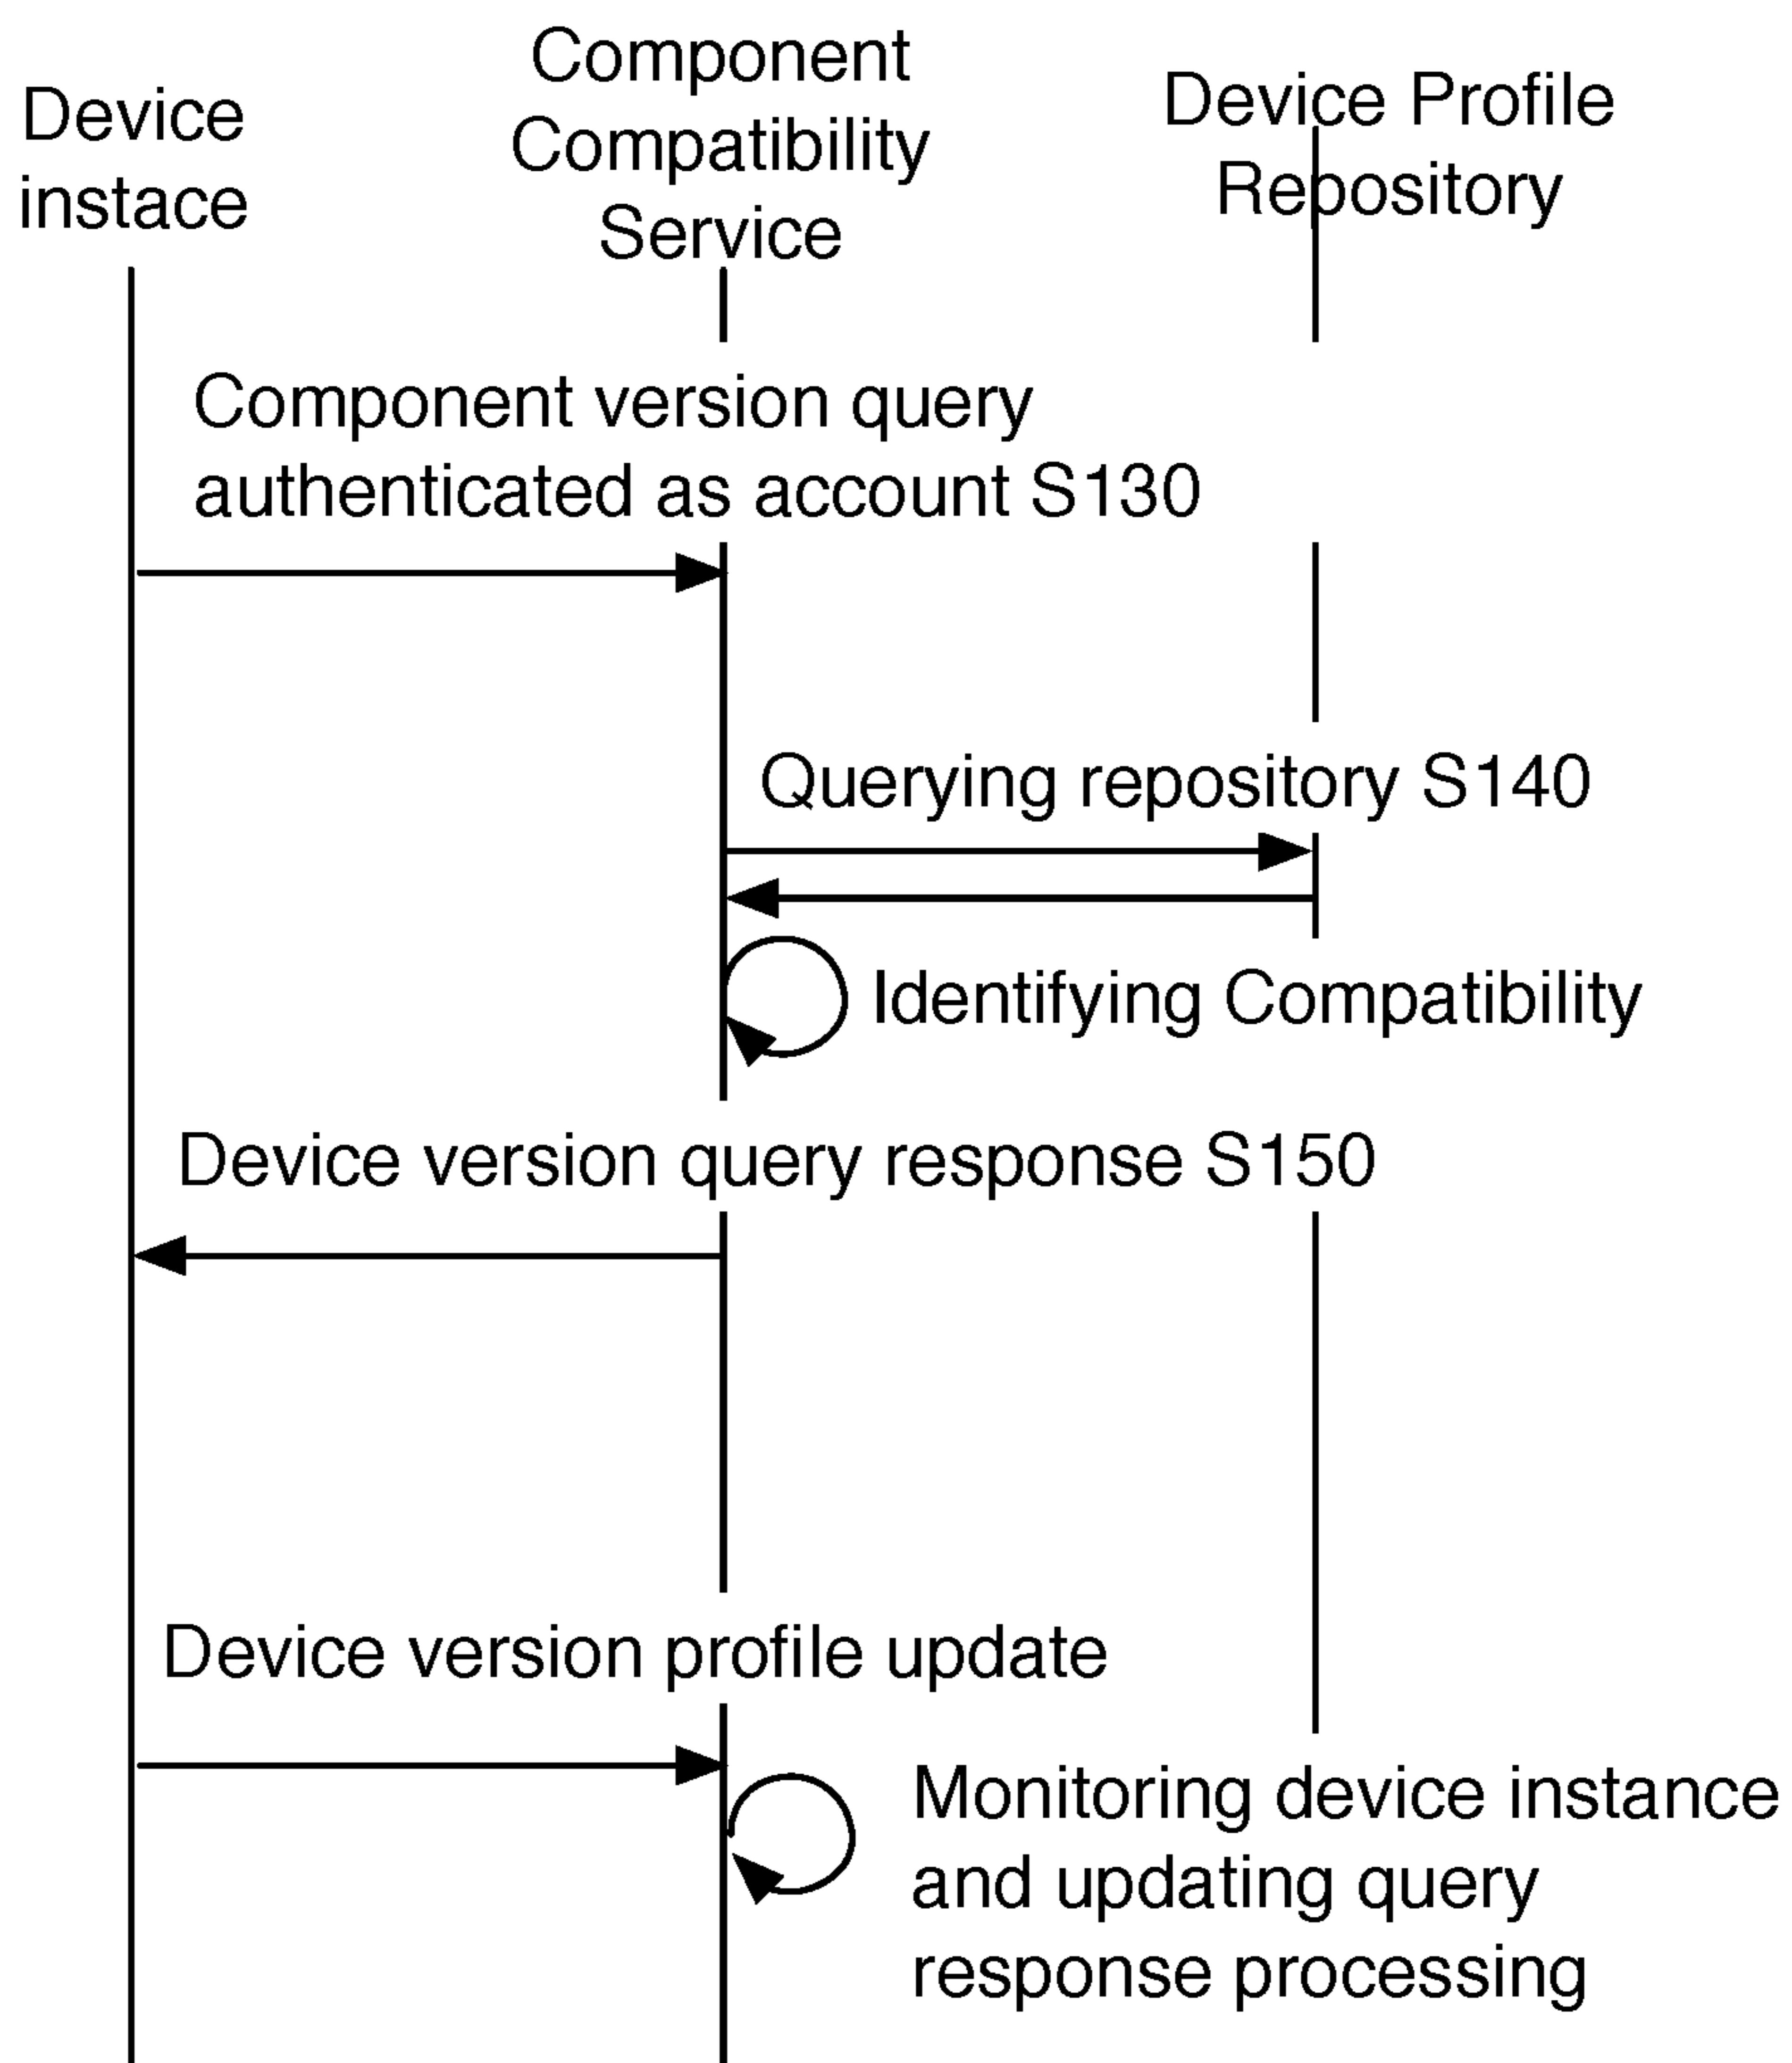 Device
instace
Component
Compatibility
Service
Device Profile
Repository
Component version query
authenticated as account S130
Querying repository S140
Identifying Compatibility
Device version query response S150
Device version profile update
Monitoring device instance
and updating query
response processing